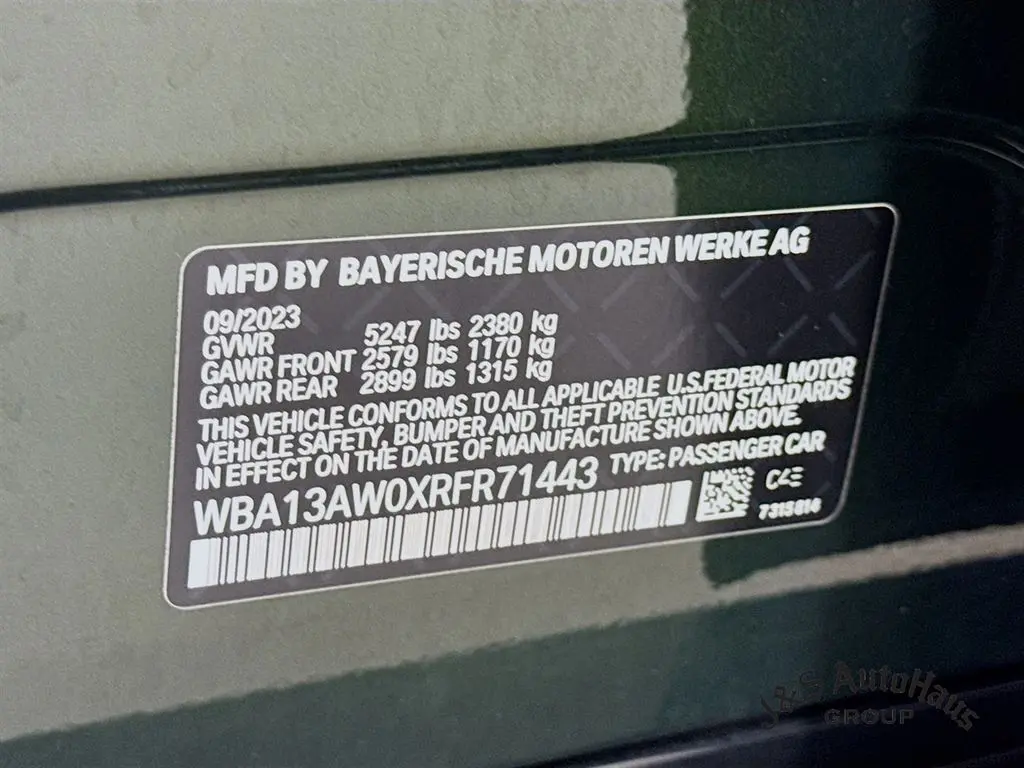 MFD BY BAYERISCHE MOTOREN WERKE AG
09/2023
GVWR 5247 lbs 2380 kg
GAWR FRONT 2579 lbs 1170 kg
GAWR REAR 2899 lbs 1315 kg
THIS VEHICLE CONFORMS TO ALL APPLICABLE U.S.FEDERAL MOTOR
VEHICLE SAFETY, BUMPER AND THEFT PREVENTION STANDARDS
IN EFFECT ON THE DATE OF MANUFACTURE SHOWN ABOVE.
WBA13AW0XRFR71443 TYPE: PASSENGER CAR
C4E
7315814
&S AutoHaus
GROUP